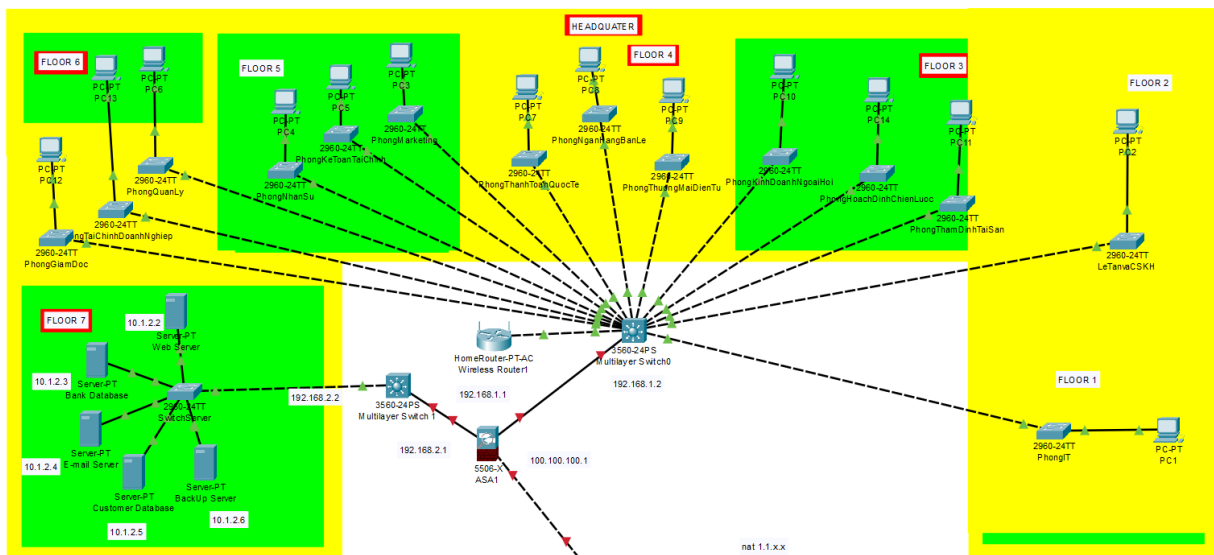 HEADQUATER
FLOOR 6
PC-PT
PC13
PC-PT
PC6
PC-PT
PC12
2960-24TT
PhongQuanLy
2960-24TT
ongTaiChinhDoanhNghiep
2960-24TT
PhongGiamDoc
FLOOR 5
PC-PT
PC4
PC-PT
PC5
PC-PT
PC3
2960-24TT
PhongMarketing
2960-24TT
PhongKeToanTaiChinh
2960-24TT
PhongNhanSu
FLOOR 4
PC-PT
PC7
PC-PT
PC8
PC-PT
PC9
2960-24TT
PhongNganHangBanLe
2960-24TT
PhongThanhToanQuocTe
2960-24TT
PhongThuongMaiDienTu
FLOOR 3
PC-PT
PC10
PC-PT
PC14
PC-PT
PC11
2960-24TT
PhongKinhDoanhNgoaiHoi
2960-24TT
PhongHoachDinhChienLuoc
2960-24TT
PhongThamDinhTaiSan
FLOOR 2
PC-PT
PC2
2960-24TT
LeTanvaCSKH
FLOOR 7
10.1.2.2
Server-PT
Web Server
10.1.2.3
Server-PT
Bank Database
2950-24TT
SwitchServer
10.1.2.4
Server-PT
E-mail Server
Server-PT
Customer Database
Server-PT
BackUp Server
10.1.2.5
10.1.2.6
192.168.2.2
3560-24PS
Multilayer Switch 1
HomeRouter-PT-AC
Wireless Router1
3560-24PS
Multilayer Switch0
192.168.1.2
192.168.1.1
192.168.2.1
100.100.100.1
5506-X
ASA1
nat 1.1.x.x
FLOOR 1
2960-24TT
PhongIT
PC-PT
PC1